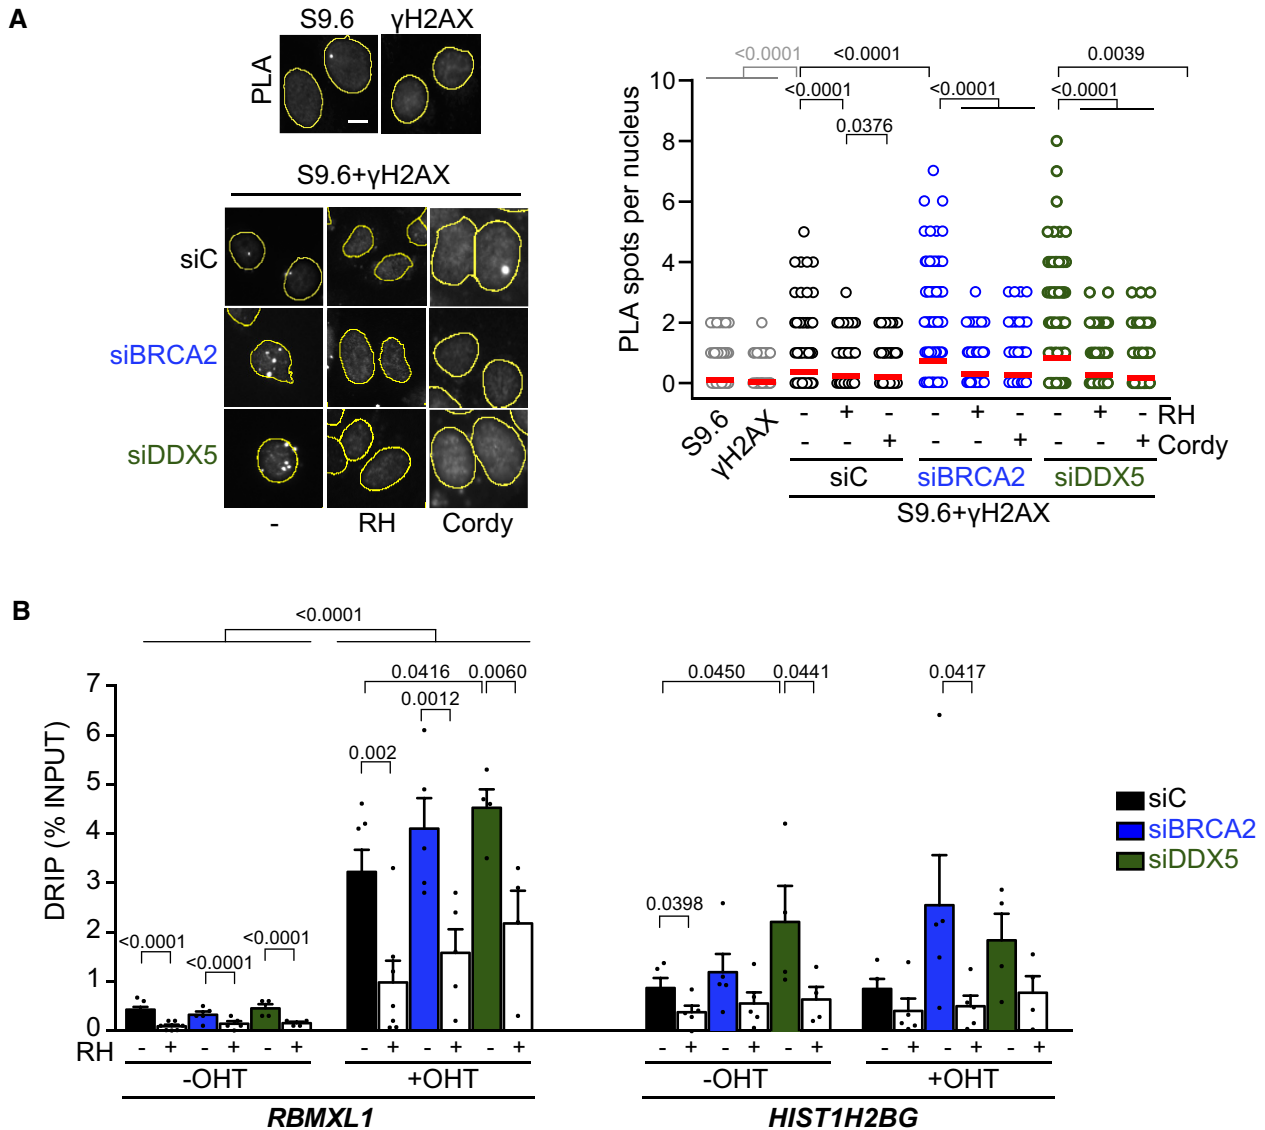 A
S9.6 γH2AX
PLA
S9.6+γH2AX
siC
siBRCA2
siDDX5
- RH Cordy
<0.0001 <0.0001 0.0039
<0.0001 <0.0001 <0.0001
0.0376
PLA spots per nucleus
10
8
6
4
2
0
S9.6 γH2AX
- + - - + - - + - RH
- - + - - + - - + Cordy
siC siBRCA2 siDDX5
S9.6+γH2AX
B
<0.0001
0.0416 0.0060
0.0012
0.002
<0.0001 <0.0001 <0.0001
0.0450 0.0441 0.0417
0.0398
DRIP (% INPUT)
7
6
5
4
3
2
1
0
RH - + - + - + - + - + - + - + - + - + - + - + - +
-OHT +OHT -OHT +OHT
RBMXL1 HIST1H2BG
siC
siBRCA2
siDDX5